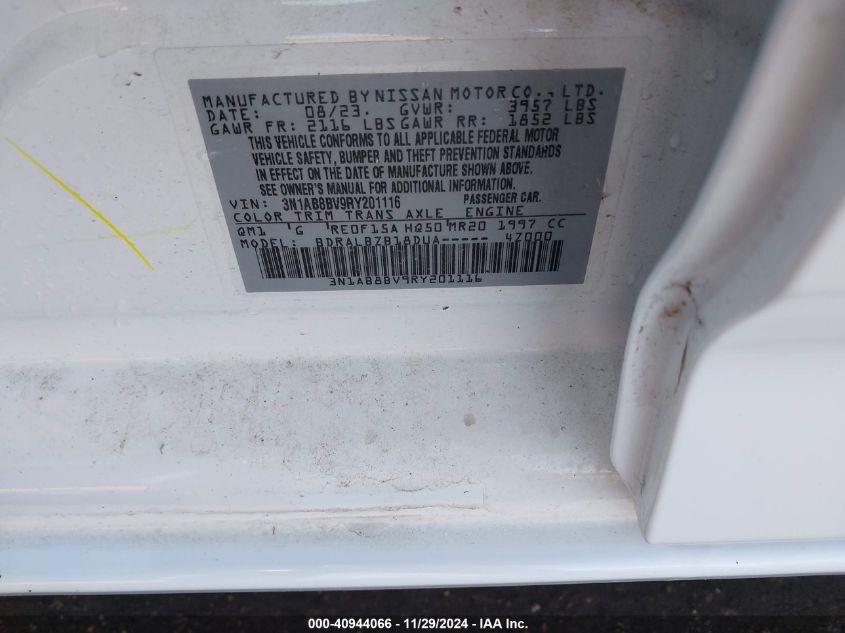 MANUFACTURED BY NISSAN MOTOR CO., LTD.
DATE: 08/23. GVWR: 3957 LBS
GAWR FR: 2116 LBS GAWR RR: 1852 LBS
THIS VEHICLE CONFORMS TO ALL APPLICABLE FEDERAL MOTOR
VEHICLE SAFETY, BUMPER AND THEFT PREVENTION STANDARDS
IN EFFECT ON THE DATE OF MANUFACTURE SHOWN ABOVE.
SEE OWNER'S MANUAL FOR ADDITIONAL INFORMATION.
VIN: 3N1AB8BV9RY201116 PASSENGER CAR.
COLOR TRIM TRANS AXLE ENGINE
QM1 G RE0F15A HQ50 MR20 1997 CC
MODEL: BDRALBZB18DUA----- 47000
3N1AB8BV9RY201116
000-40944066 - 11/29/2024 - IAA Inc.